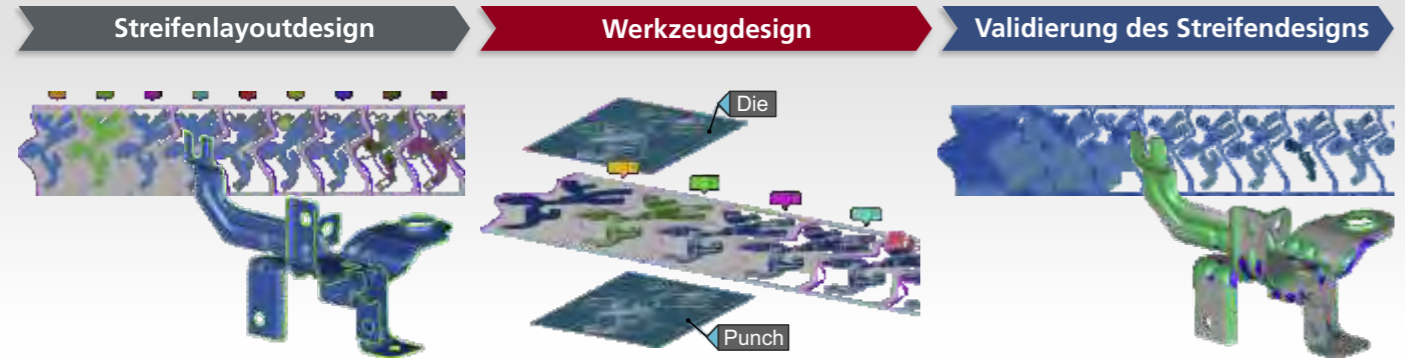 Streifenlayoutdesign
Werkzeugdesign
Validierung des Streifendesigns
Die
Punch